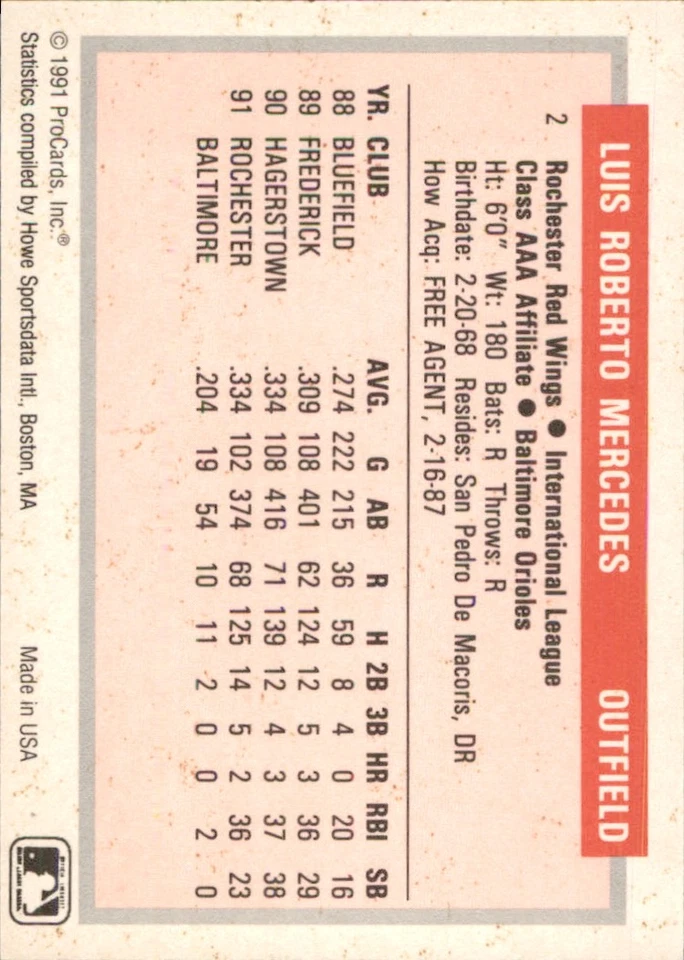 LUIS ROBERTO MERCEDES OUTFIELD
2 Rochester Red Wings ● International League
Class AAA Affiliate ● Baltimore Orioles
Ht: 6'0" Wt: 180 Bats: R Throws: R
Birthdate: 2-20-68 Resides: San Pedro De Macoris, DR
How Acq: FREE AGENT, 2-16-87
YR. CLUB AVG. G AB R H 2B 3B HR RBI SB
88 BLUEFIELD .274 222 215 36 59 8 4 0 20 16
89 FREDERICK .309 108 401 62 124 12 5 3 36 29
90 HAGERSTOWN .334 108 416 71 139 12 4 3 37 38
91 ROCHESTER .334 102 374 68 125 14 5 2 36 23
BALTIMORE .204 19 54 10 11 2 0 0 2 0
© 1991 ProCards, Inc.®
Statistics compiled by Howe Sportsdata Intl., Boston, MA Made in USA